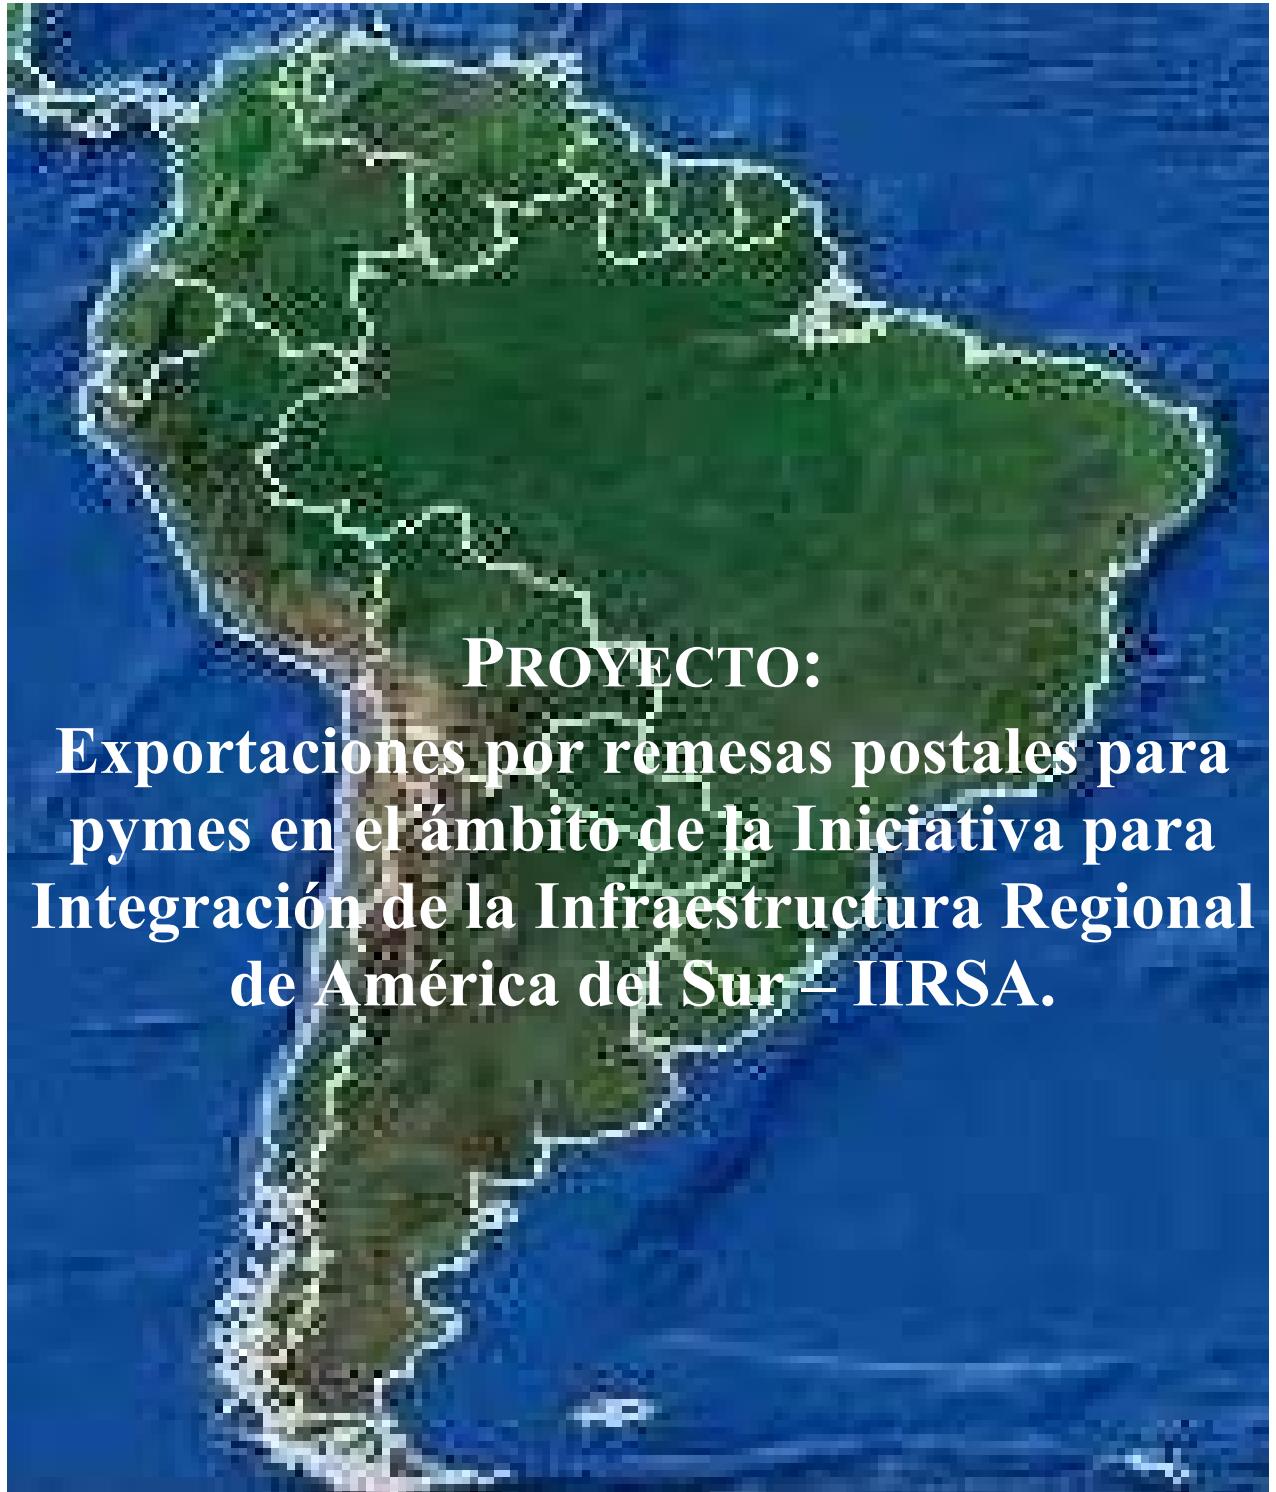 PROYECTO:
Exportaciones por remesas postales para
pymes en el ámbito de la Iniciativa para
Integración de la Infraestructura Regional
de América del Sur – IIRSA.